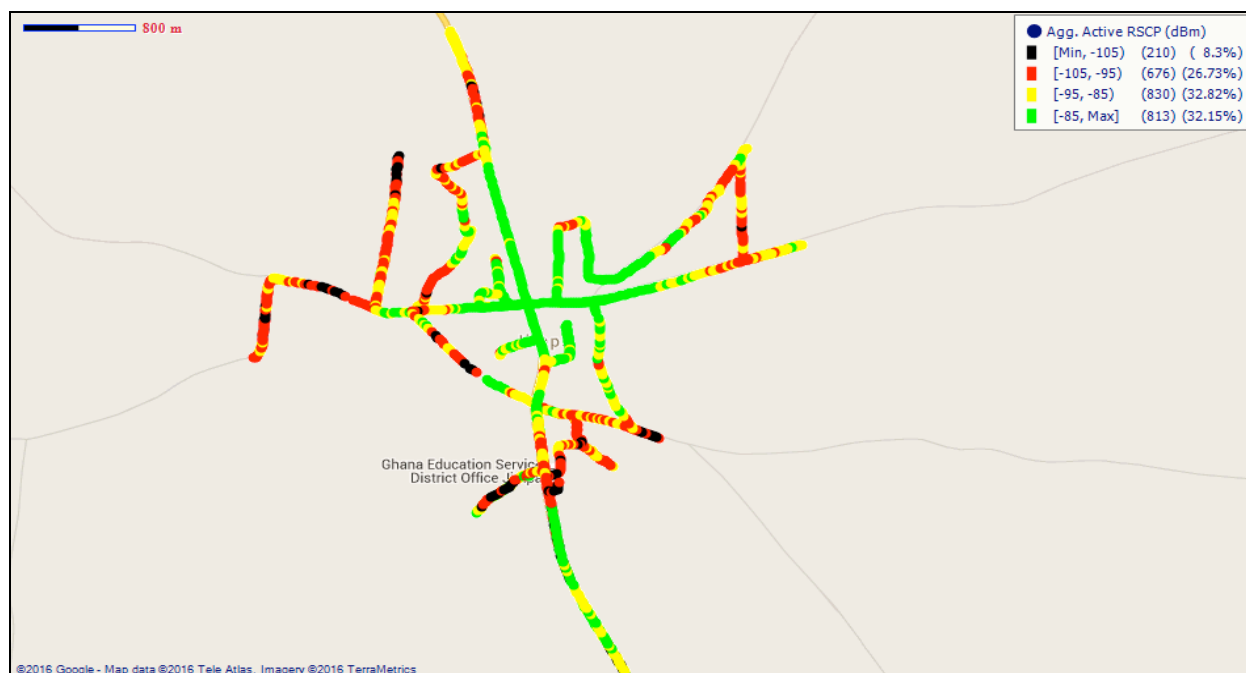 800 m
Agg. Active RSCP (dBm)
[Min, -105) (210) ( 8.3%)
[-105, -95) (676) (26.73%)
[-95, -85) (830) (32.82%)
[-85, Max] (813) (32.15%)
Ghana Education Service
District Office
©2016 Google - Map data ©2016 Tele Atlas, Imagery ©2016 TerraMetrics